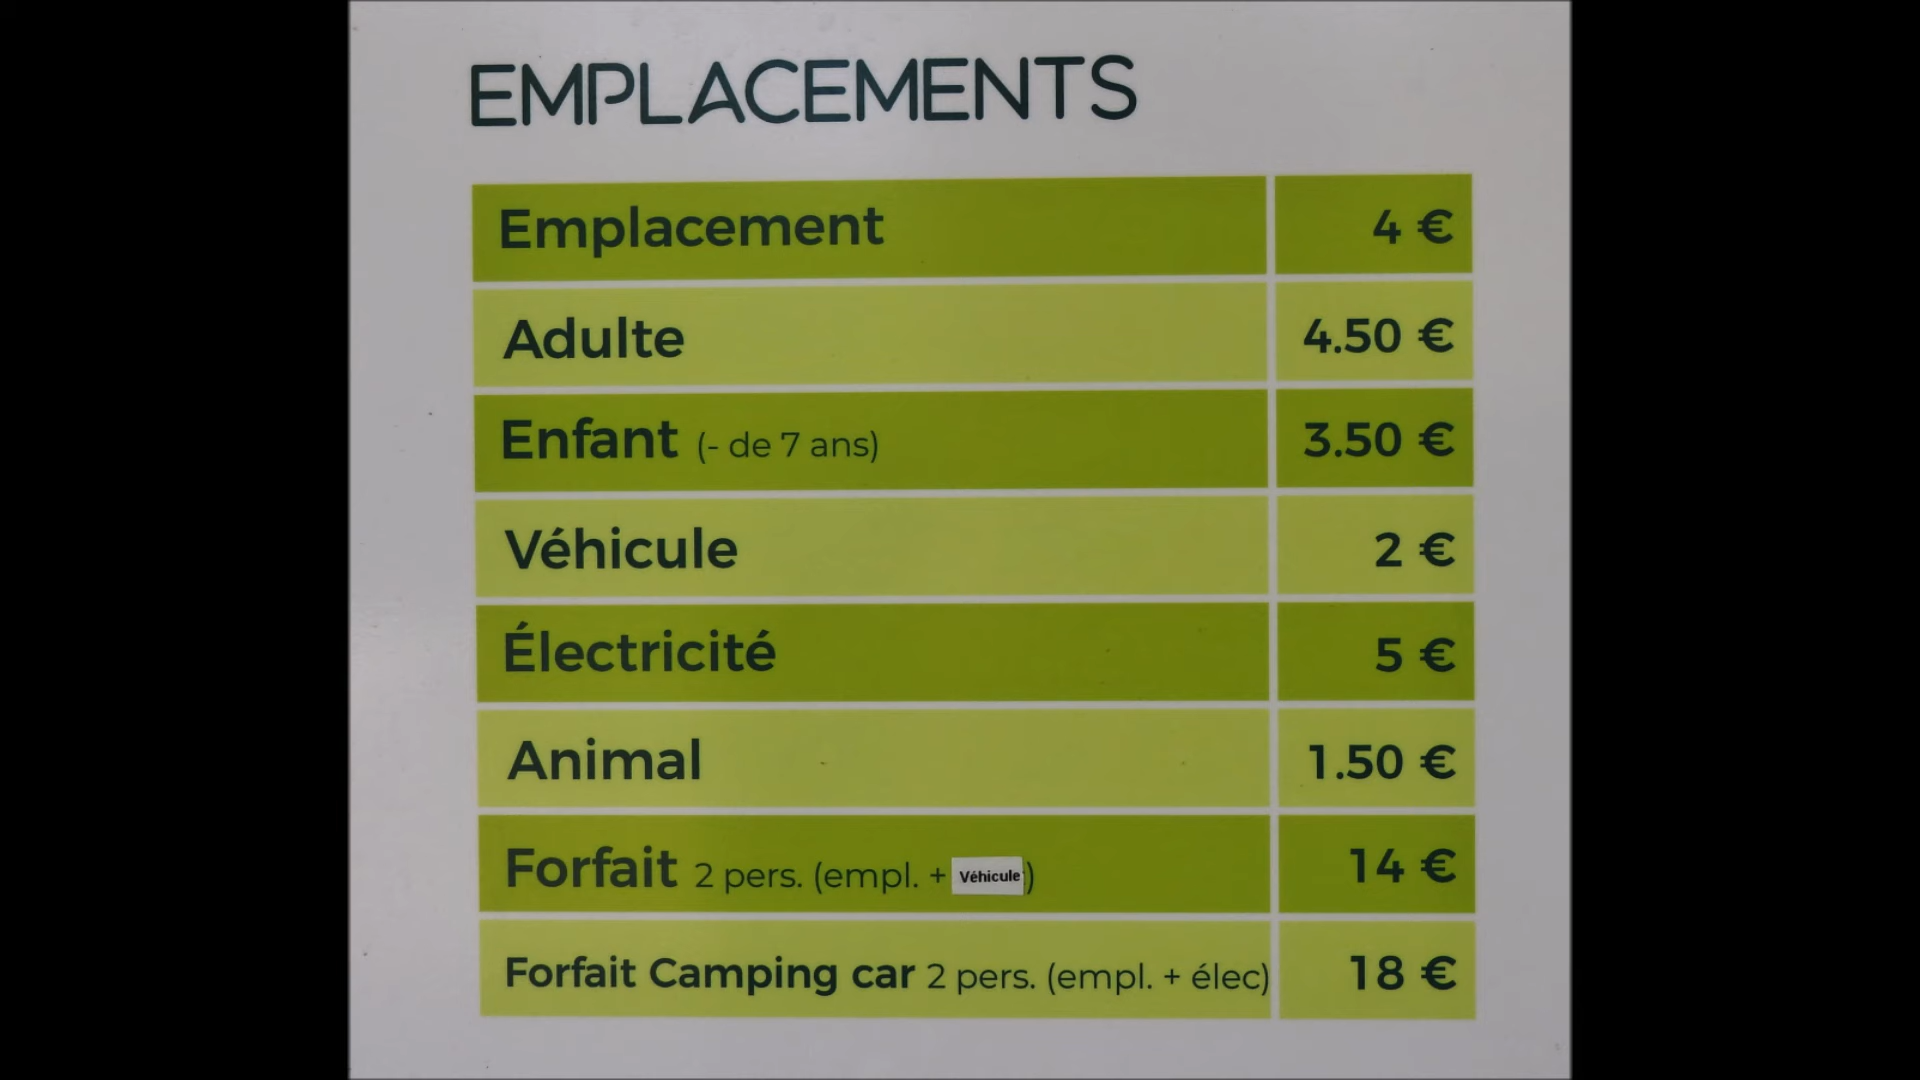 EMPLACEMENTS
Emplacement 4 €
Adulte 4.50 €
Enfant (- de 7 ans) 3.50 €
Véhicule 2 €
Électricité 5 €
Animal 1.50 €
Forfait 2 pers. (empl. + Véhicule) 14 €
Forfait Camping car 2 pers. (empl. + élec) 18 €